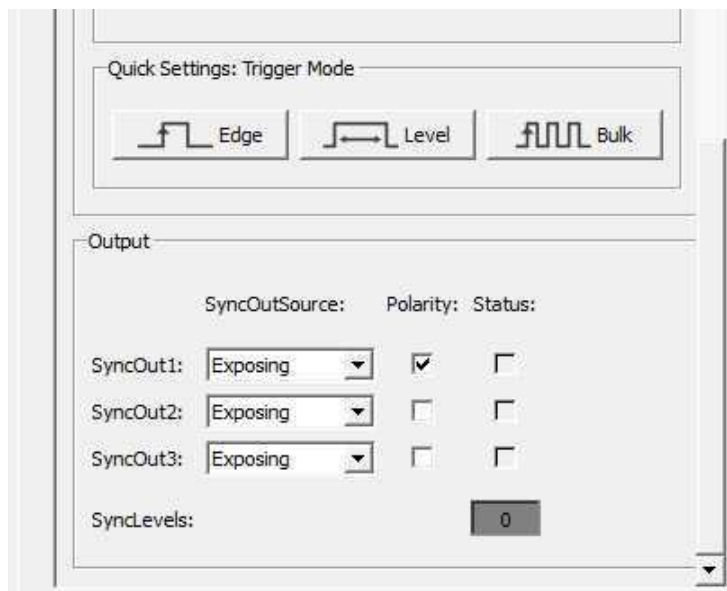 Quick Settings: Trigger Mode
Edge Level Bulk
Output
SyncOutSource: Polarity: Status:
SyncOut1: Exposing
SyncOut2: Exposing
SyncOut3: Exposing
SyncLevels: 0